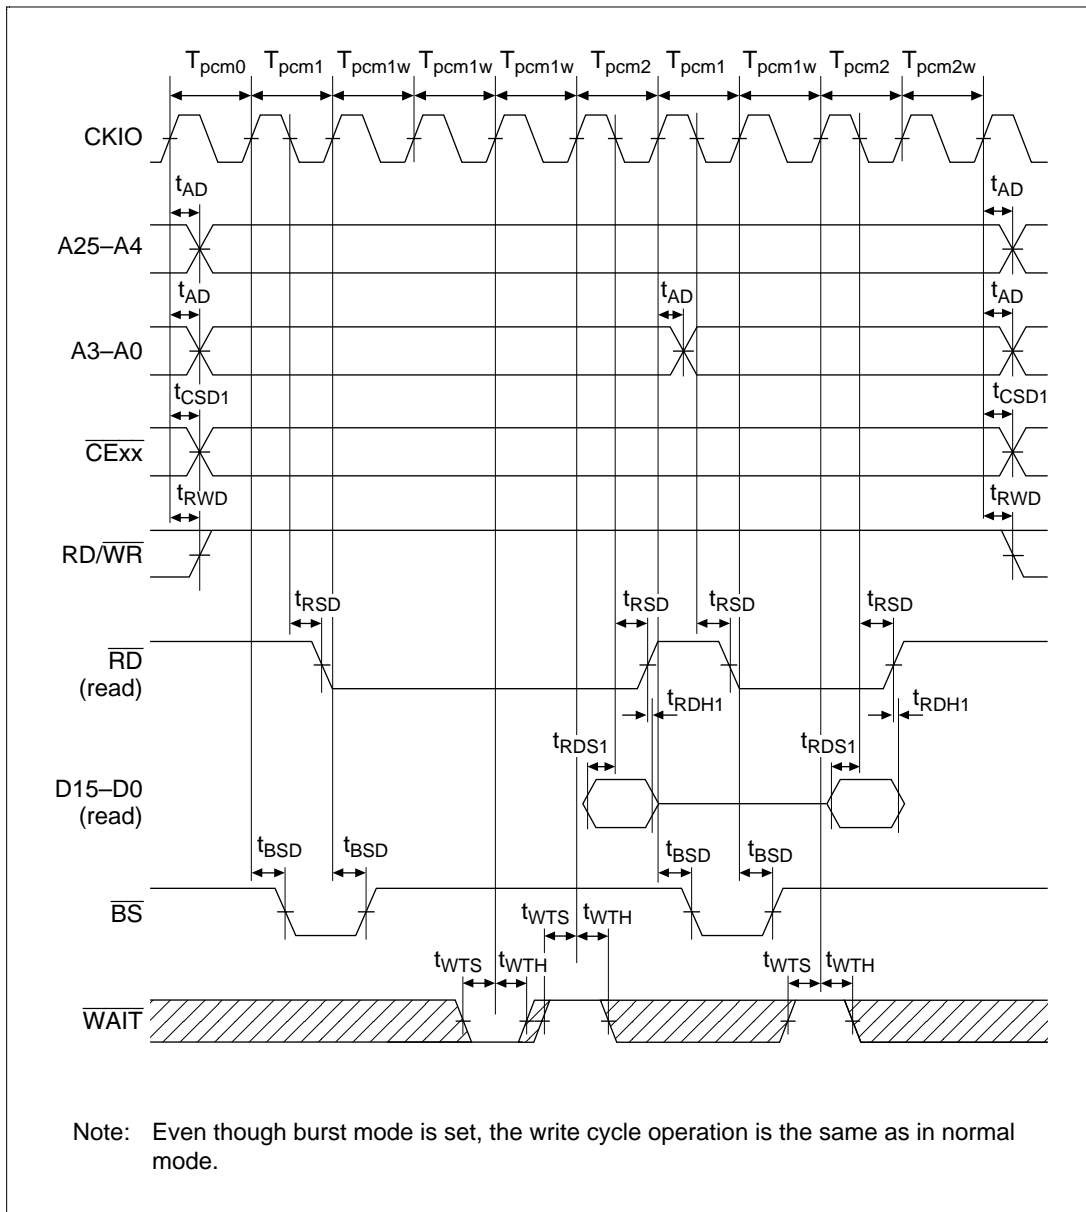 Tpcm0 Tpcm1 Tpcm1w Tpcm1w Tpcm1w Tpcm2 Tpcm1 Tpcm1w Tpcm2 Tpcm2w
CKIO
tAD tAD
A25–A4
tAD tAD tAD
A3–A0
tCSD1 tCSD1
CExx
tRWD tRWD
RD/WR
tRSD tRSD tRSD tRSD
RD
(read)
tRDH1 tRDH1
tRDS1 tRDS1
D15–D0
(read)
tBSD tBSD tBSD tBSD
BS
tWTS tWTH
tWTS tWTH tWTS tWTH
WAIT
Note: Even though burst mode is set, the write cycle operation is the same as in normal
mode.